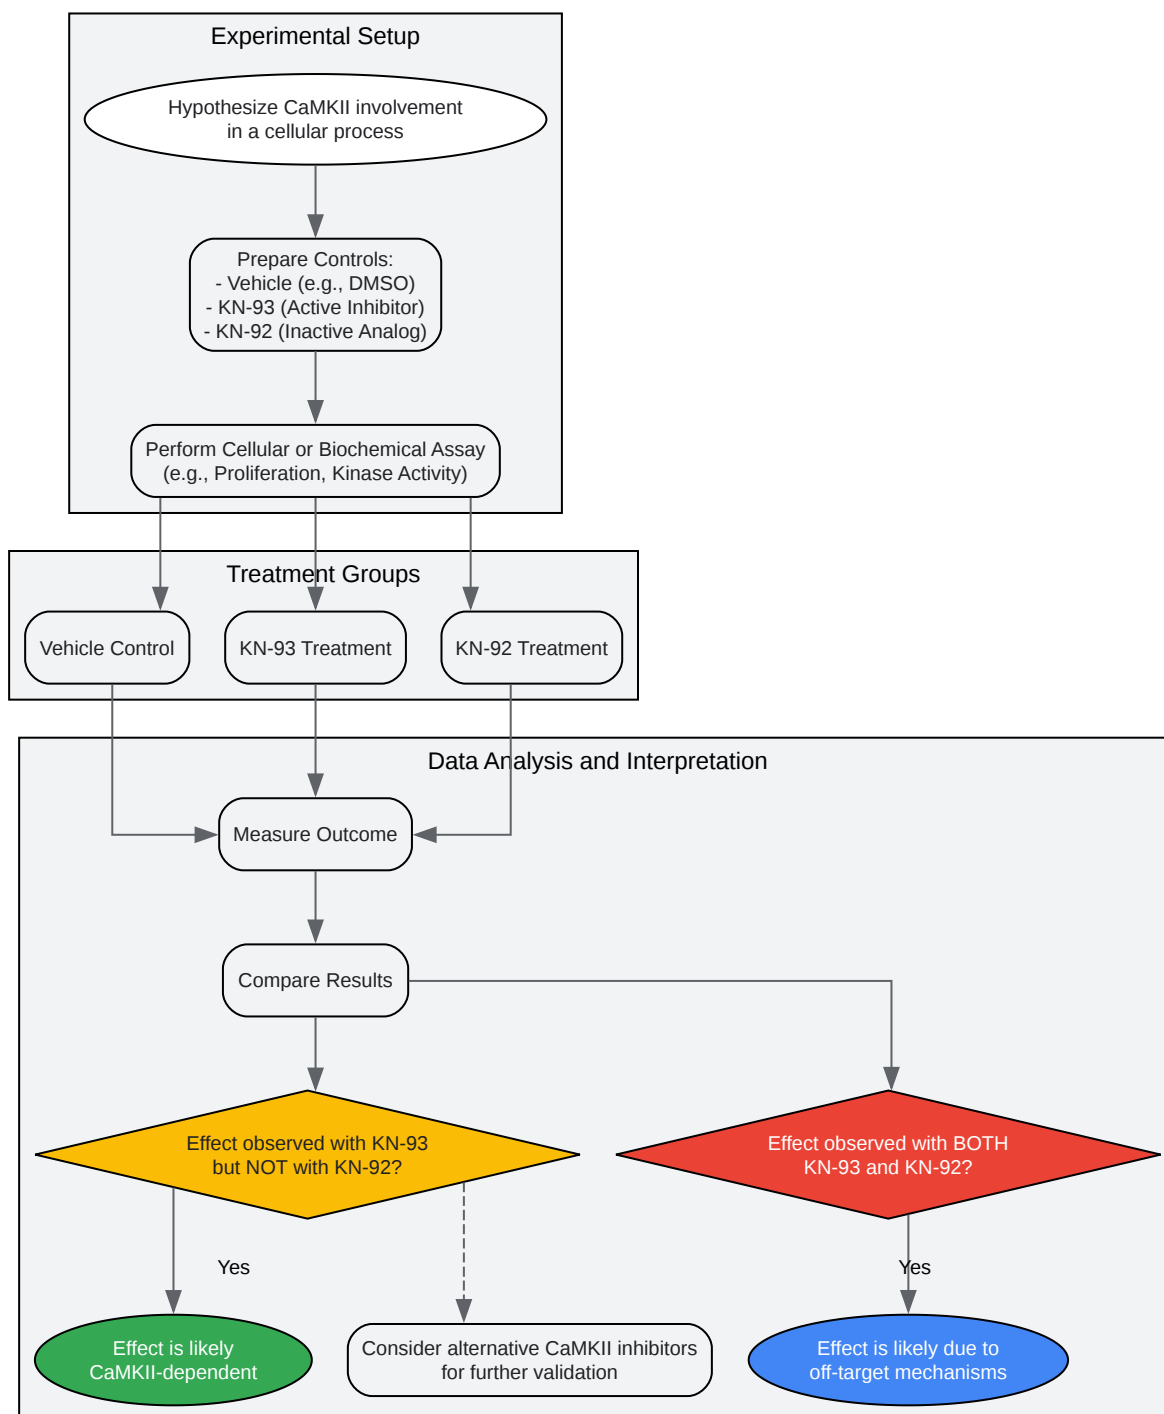 Experimental Setup
Hypothesize CaMKII involvement
in a cellular process
Prepare Controls:
- Vehicle (e.g., DMSO)
- KN-93 (Active Inhibitor)
- KN-92 (Inactive Analog)
Perform Cellular or Biochemical Assay
(e.g., Proliferation, Kinase Activity)
Treatment Groups
Vehicle Control
KN-93 Treatment
KN-92 Treatment
Data Analysis and Interpretation
Measure Outcome
Compare Results
Effect observed with KN-93
but NOT with KN-92?
Effect observed with BOTH
KN-93 and KN-92?
Yes
Yes
Effect is likely
CaMKII-dependent
Consider alternative CaMKII inhibitors
for further validation
Effect is likely due to
off-target mechanisms